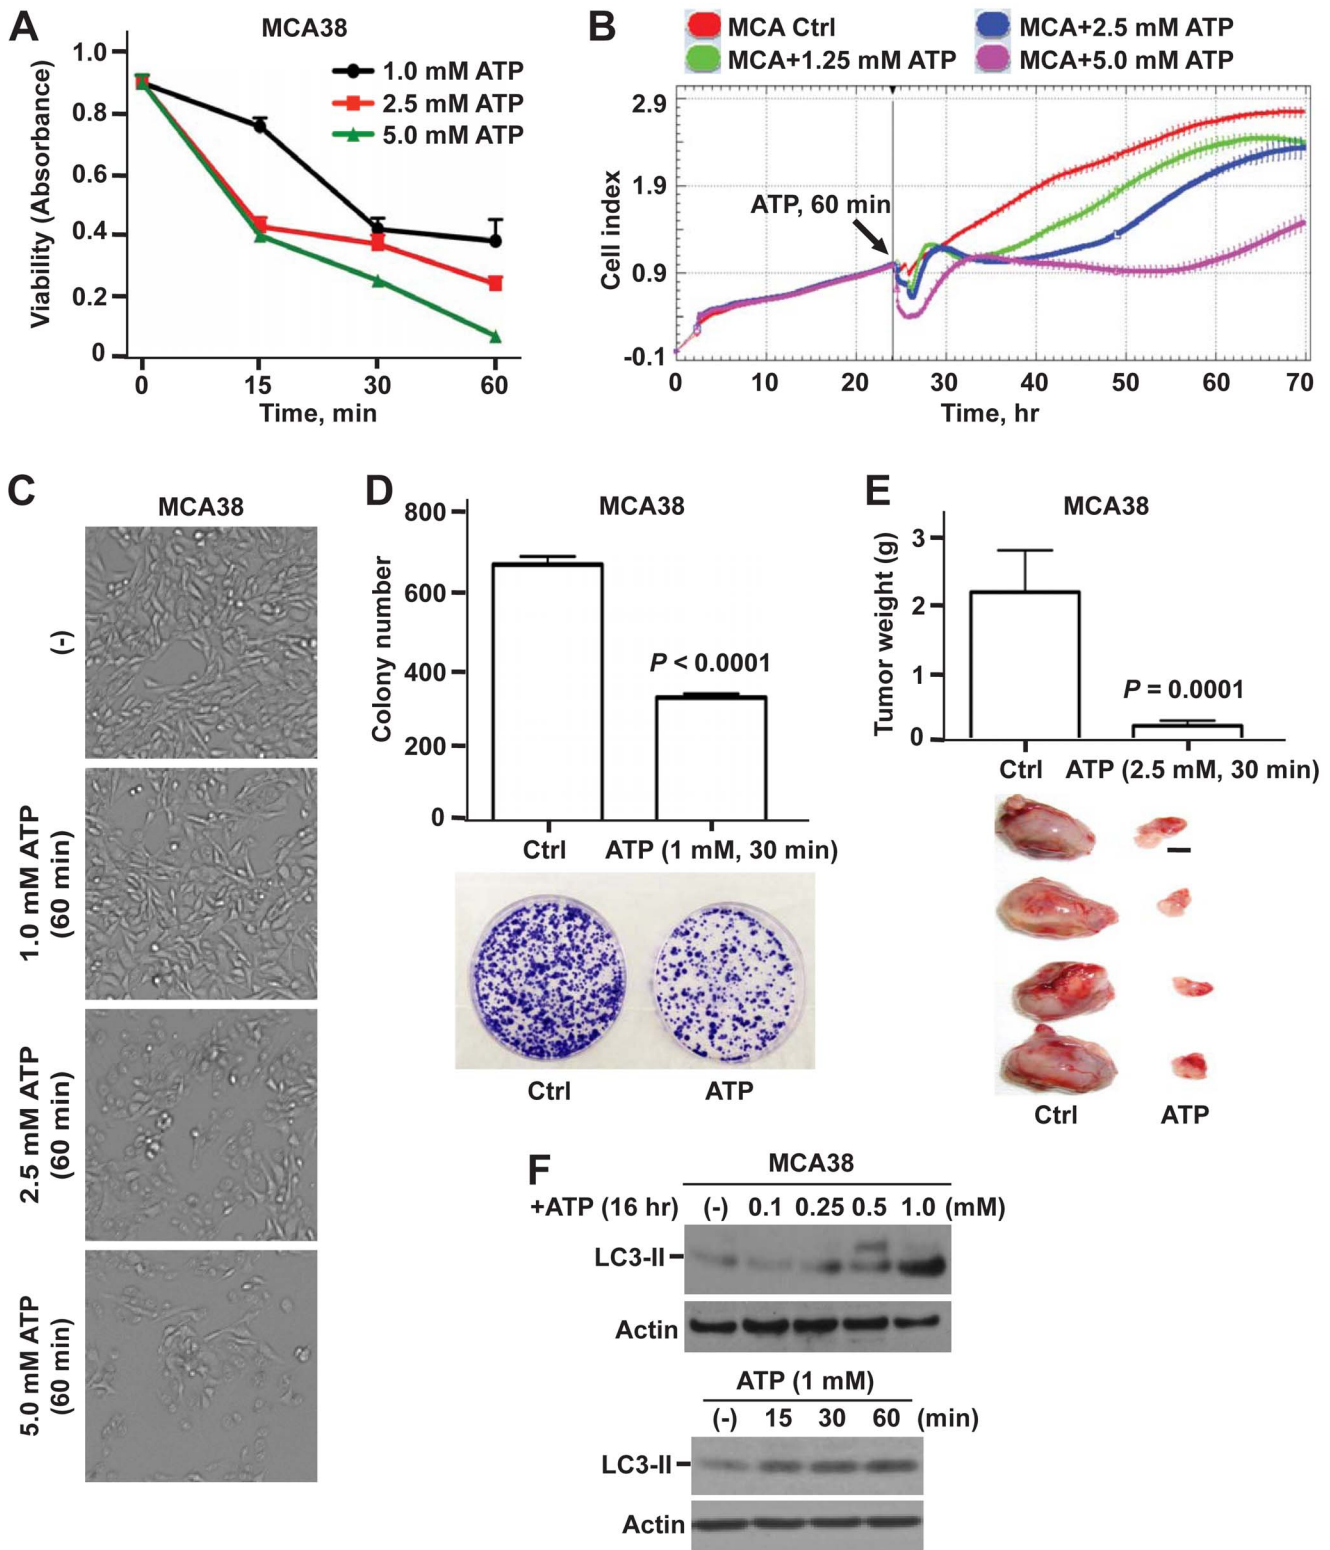 A
MCA38
Viability (Absorbance)
1.0
0.8
0.6
0.4
0.2
0
1.0 mM ATP
2.5 mM ATP
5.0 mM ATP
0 15 30 60
Time, min
B
MCA Ctrl
MCA+1.25 mM ATP
MCA+2.5 mM ATP
MCA+5.0 mM ATP
Cell index
2.9
1.9
0.9
-0.1
ATP, 60 min
0 10 20 30 40 50 60 70
Time, hr
C
MCA38
(-)
1.0 mM ATP
(60 min)
2.5 mM ATP
(60 min)
5.0 mM ATP
(60 min)
D
MCA38
Colony number
800
600
400
200
0
P < 0.0001
Ctrl ATP (1 mM, 30 min)
Ctrl ATP
E
MCA38
Tumor weight (g)
3
2
1
0
P = 0.0001
Ctrl ATP (2.5 mM, 30 min)
Ctrl ATP
F
MCA38
+ATP (16 hr) (-) 0.1 0.25 0.5 1.0 (mM)
LC3-II
Actin
ATP (1 mM)
(-) 15 30 60 (min)
LC3-II
Actin